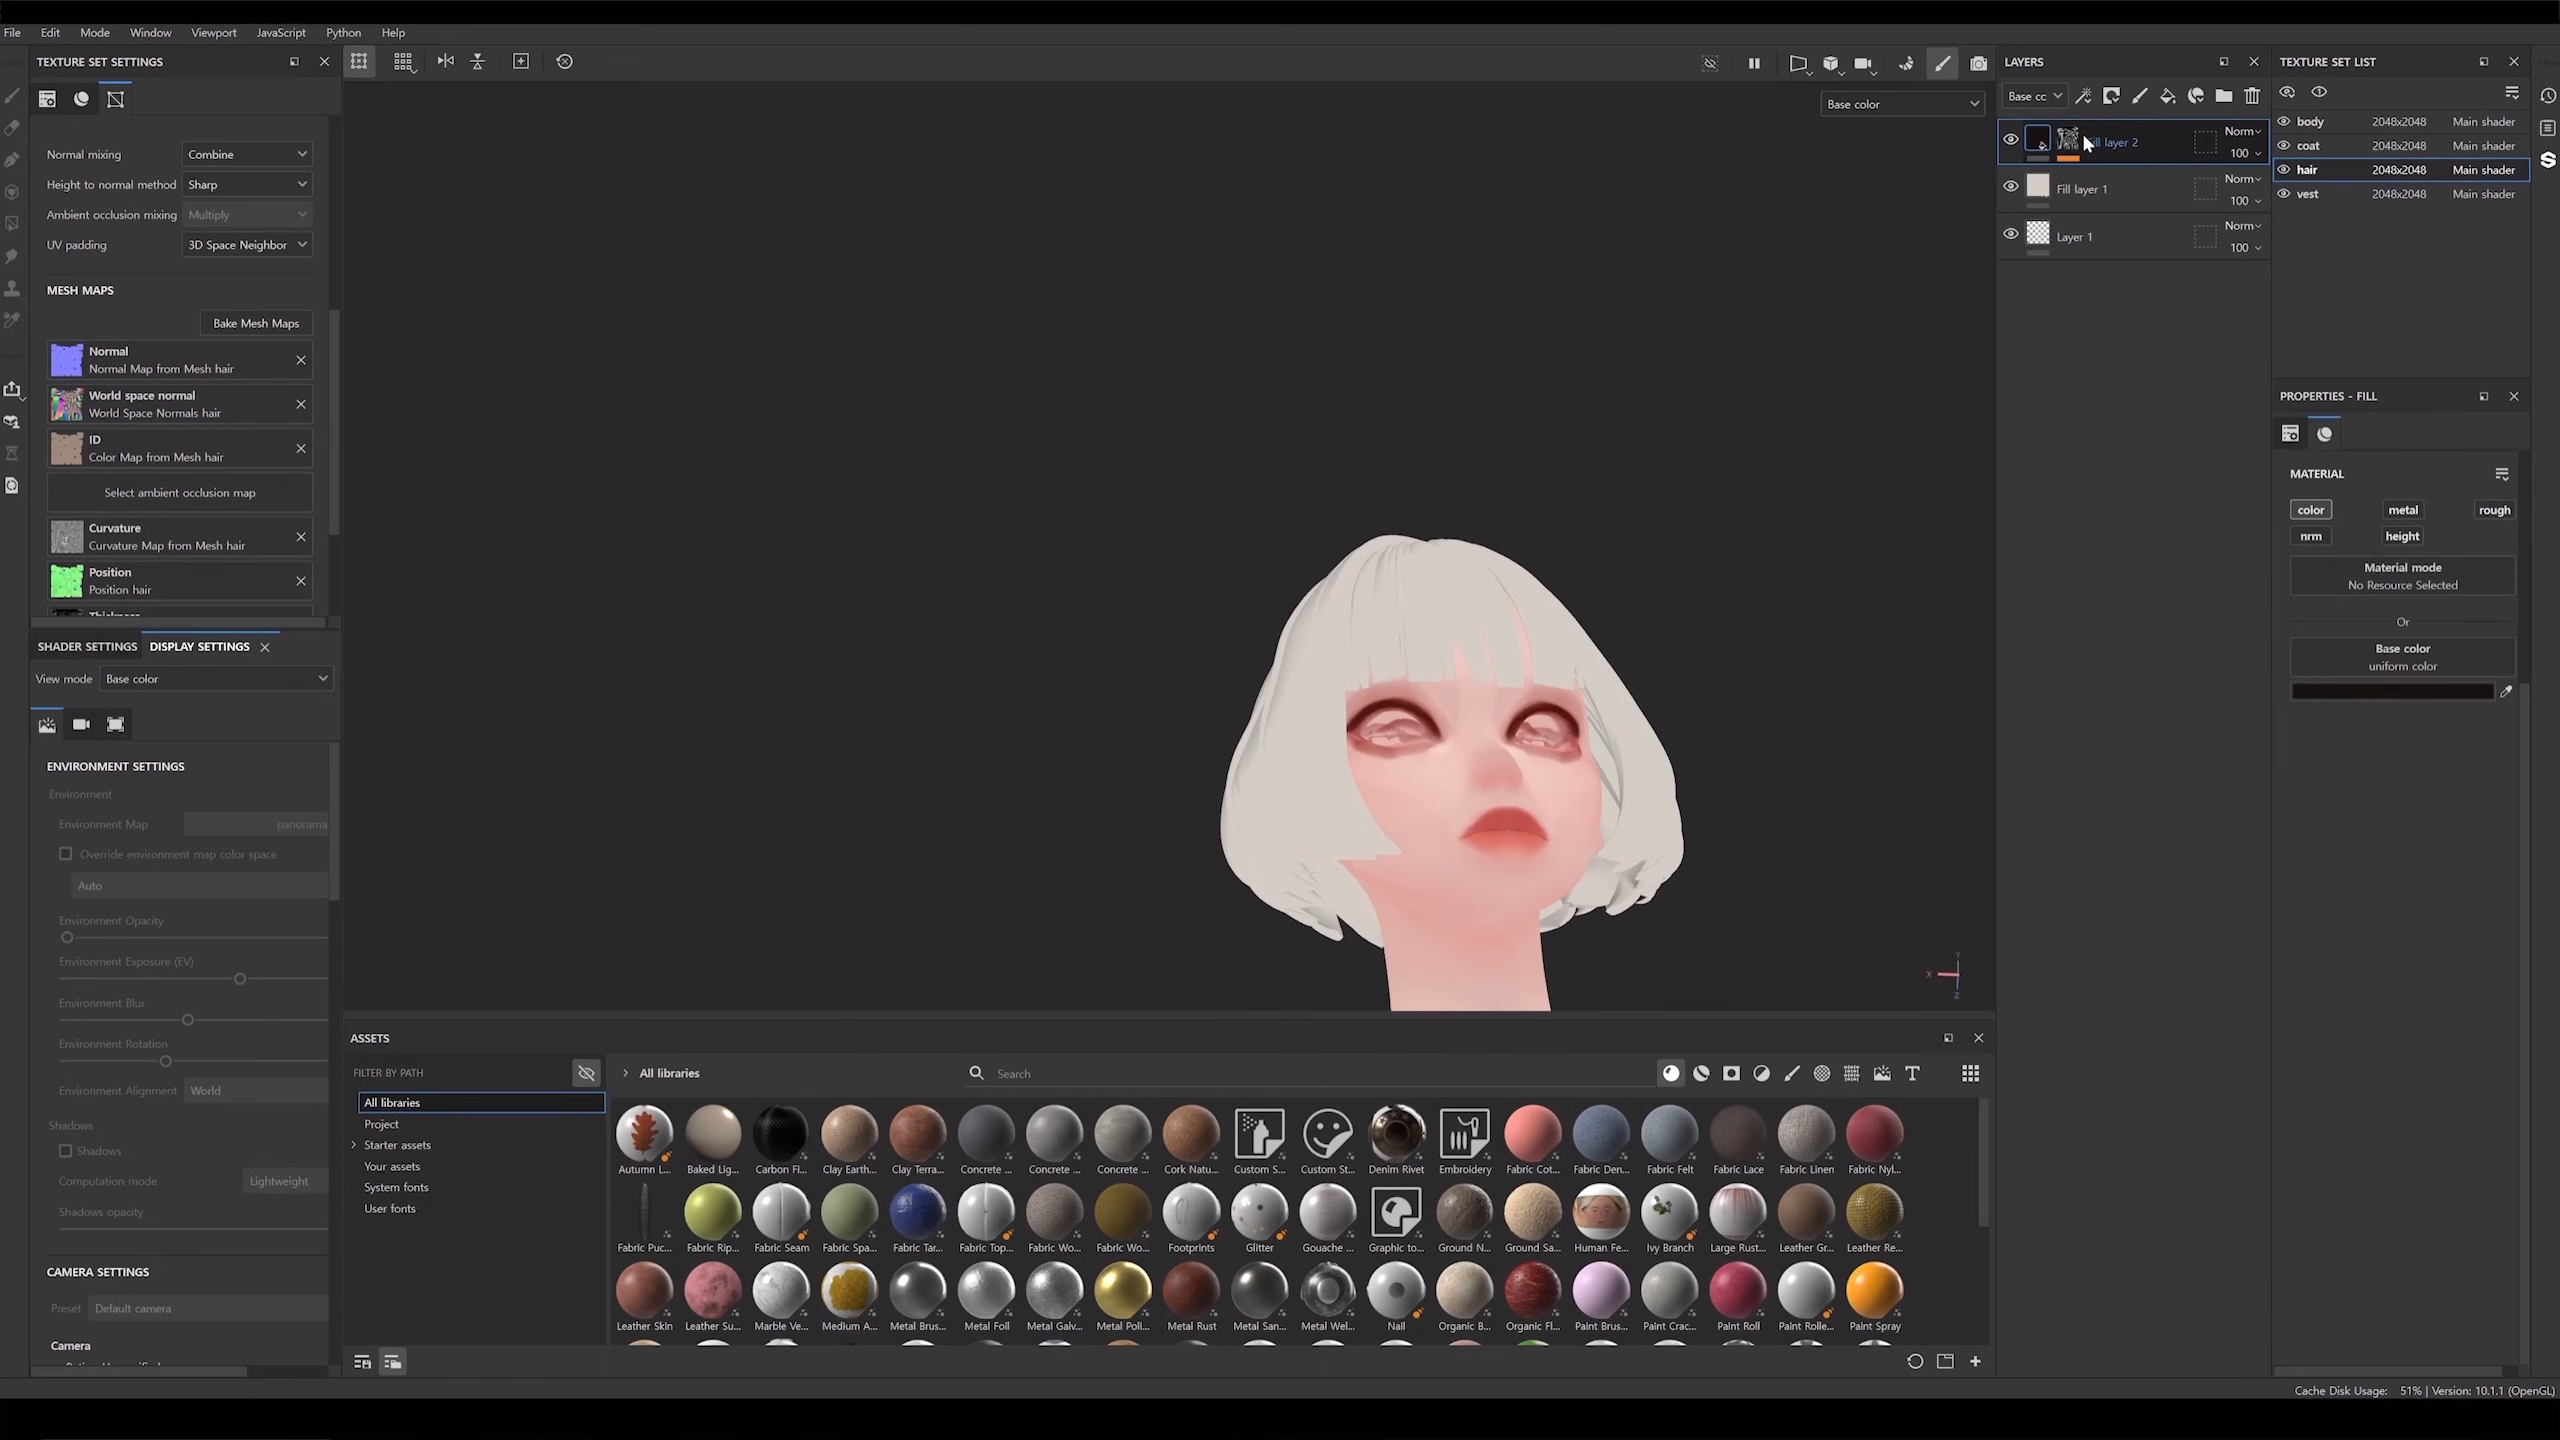 File Edit Mode Window Viewport JavaScript Python Help
TEXTURE SET SETTINGS
Normal mixing Combine
Height to normal method Sharp
Ambient occlusion mixing Multiply
UV padding 3D Space Neighbor
MESH MAPS
Bake Mesh Maps
Normal
Normal Map from Mesh hair
World space normal
World Space Normals hair
ID
Color Map from Mesh hair
Select ambient occlusion map
Curvature
Curvature Map from Mesh hair
Position
Position hair
SHADER SETTINGS DISPLAY SETTINGS
View mode Base color
ENVIRONMENT SETTINGS
Environment
Environment Map panorama
Override environment map color space
Auto
Environment Opacity
Environment Exposure (EV)
Environment Blur
Environment Rotation
Environment Alignment World
Shadows
Shadows
Computation mode Lightweight
Shadows opacity
CAMERA SETTINGS
Preset Default camera
Camera
Base color
Y
X
Z
ASSETS
FILTER BY PATH
All libraries
Project
Starter assets
Your assets
System fonts
User fonts
All libraries
Search
Autumn L... Baked Lig... Carbon Fi... Clay Earth... Clay Terra... Concrete ... Concrete ... Concrete ... Cork Natu... Custom S... Custom St... Denim Rivet Embroidery Fabric Cot... Fabric Den... Fabric Felt Fabric Lace Fabric Linen Fabric Nyl...
Fabric Puc... Fabric Rip... Fabric Seam Fabric Spa... Fabric Tar... Fabric Top... Fabric Wo... Fabric Wo... Footprints Glitter Gouache ... Graphic to... Ground N... Ground Sa... Human Fe... Ivy Branch Large Rust... Leather Gr... Leather Re...
Leather Skin Leather Su... Marble Ve... Medium A... Metal Brus... Metal Foil Metal Galv... Metal Poli... Metal Rust Metal San... Metal Wel... Nail Organic B... Organic Fl... Paint Brus... Paint Crac... Paint Roll Paint Rolle... Paint Spray
LAYERS
Base cc
layer 2 Norm
100
Fill layer 1 Norm
100
Layer 1 Norm
100
TEXTURE SET LIST
body 2048x2048 Main shader
coat 2048x2048 Main shader
hair 2048x2048 Main shader
vest 2048x2048 Main shader
PROPERTIES - FILL
MATERIAL
color metal rough
nrm height
Material mode
No Resource Selected
Or
Base color
uniform color
Cache Disk Usage: 51% | Version: 10.1.1 (OpenGL)